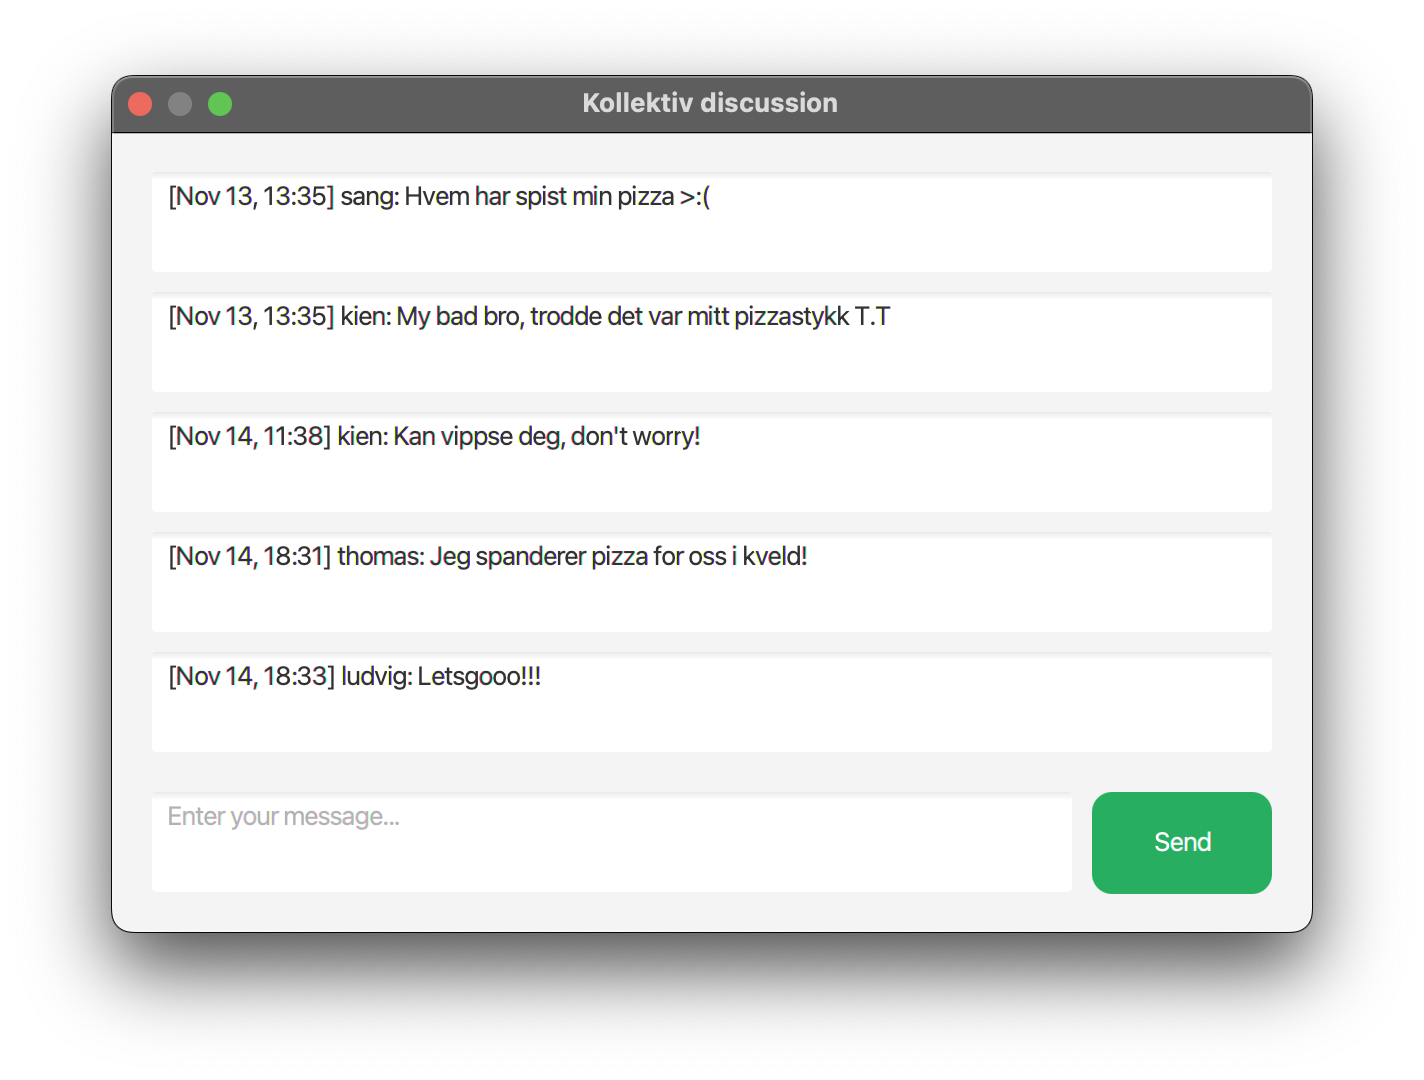 Kollektiv discussion
[Nov 13, 13:35] sang: Hvem har spist min pizza >:(
[Nov 13, 13:35] kien: My bad bro, trodde det var mitt pizzastykk T.T
[Nov 14, 11:38] kien: Kan vippse deg, don't worry!
[Nov 14, 18:31] thomas: Jeg spanderer pizza for oss i kveld!
[Nov 14, 18:33] ludvig: Letsgooo!!!
Enter your message...
Send